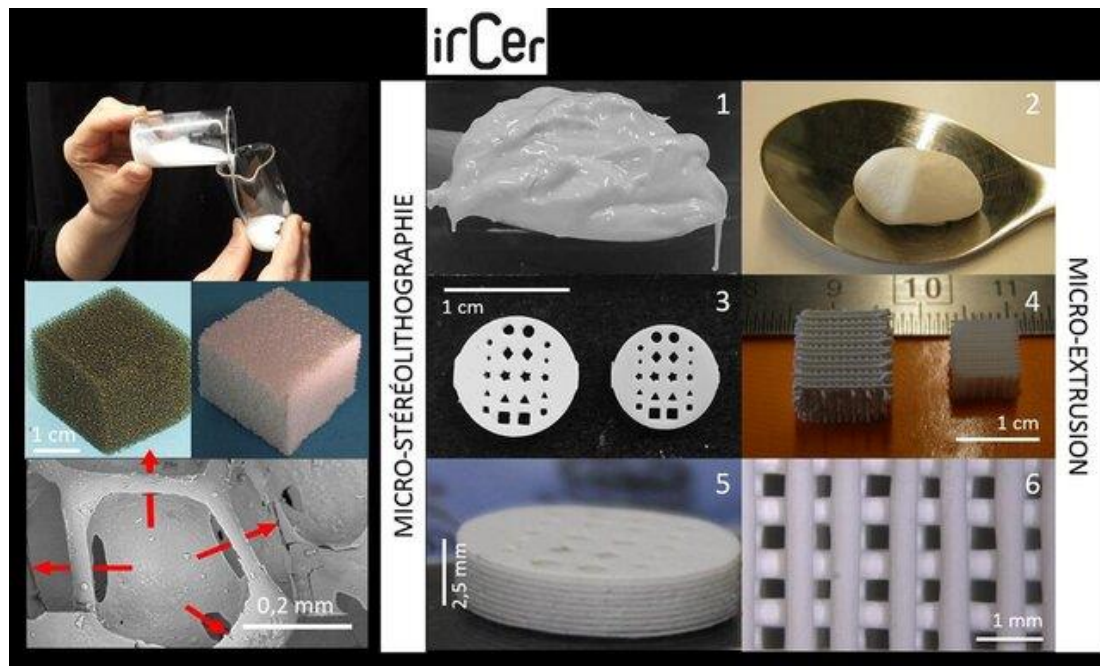 irCer
1 cm
0,2 mm
MICRO-STÉRÉOLITHOGRAPHIE
1
2
1 cm
3
9 10 11
4
1 cm
5
2,5 mm
6
1 mm
MICRO-EXTRUSION